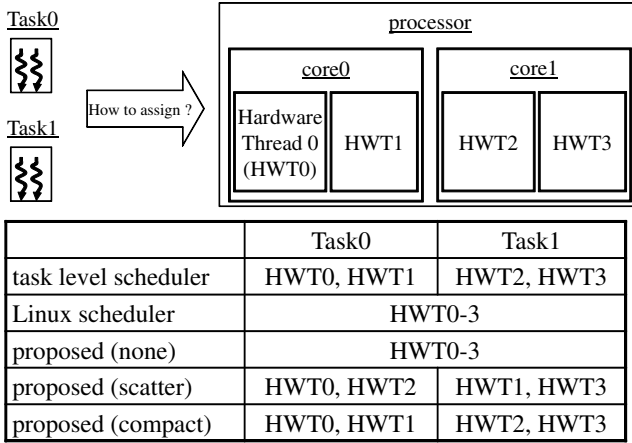 Task0
Task1
How to assign ?
processor
core0
Hardware
Thread 0
(HWT0)
HWT1
core1
HWT2
HWT3
Task0 Task1
task level scheduler HWT0, HWT1 HWT2, HWT3
Linux scheduler HWT0-3
proposed (none) HWT0-3
proposed (scatter) HWT0, HWT2 HWT1, HWT3
proposed (compact) HWT0, HWT1 HWT2, HWT3